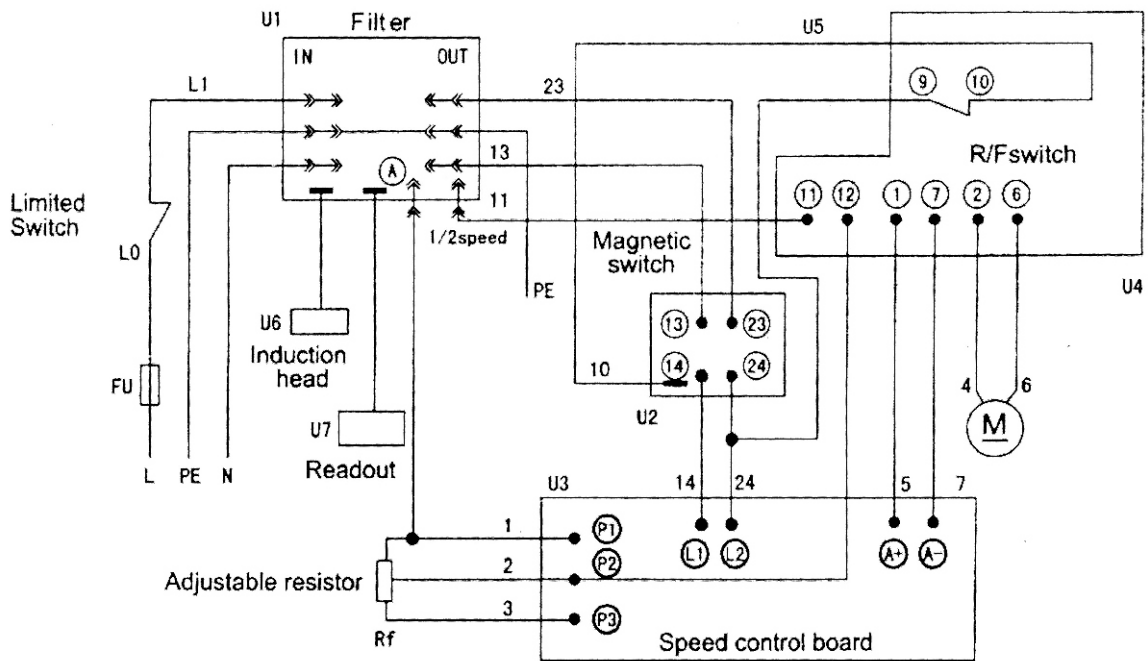 U1 Filter
IN OUT
L1
23
13
A
11
1/2speed
PE
Limited
Switch
L0
FU
L PE N
U6
Induction
head
U7
Readout
U5
9 10
R/Fswitch
11 12 1 7 2 6
U4
Magnetic
switch
13 23
14 24
10
U2
4 6
M
U3 14 24 5 7
1 P1
L1 L2 A+ A-
2 P2
Adjustable resistor
3 P3
Rf
Speed control board